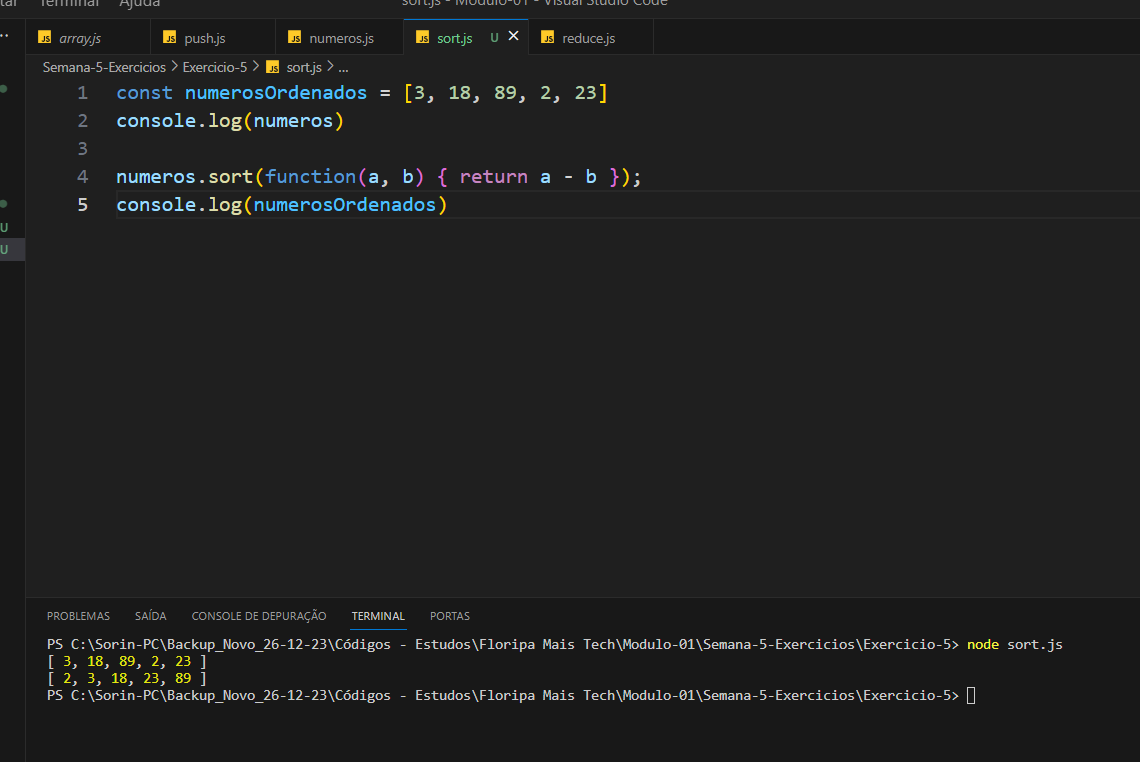 Terminal Ajuda sort.js - Modulo-01 - Visual Studio Code
JS array.js JS push.js JS numeros.js JS sort.js U × JS reduce.js
Semana-5-Exercicios > Exercicio-5 > JS sort.js > ...
1 const numerosOrdenados = [3, 18, 89, 2, 23]
2 console.log(numeros)
3
4 numeros.sort(function(a, b) { return a - b });
5 console.log(numerosOrdenados)
U
U
PROBLEMAS SAÍDA CONSOLE DE DEPURAÇÃO TERMINAL PORTAS
PS C:\Sorin-PC\Backup_Novo_26-12-23\Códigos - Estudos\Floripa Mais Tech\Modulo-01\Semana-5-Exercicios\Exercicio-5> node sort.js
[ 3, 18, 89, 2, 23 ]
[ 2, 3, 18, 23, 89 ]
PS C:\Sorin-PC\Backup_Novo_26-12-23\Códigos - Estudos\Floripa Mais Tech\Modulo-01\Semana-5-Exercicios\Exercicio-5>